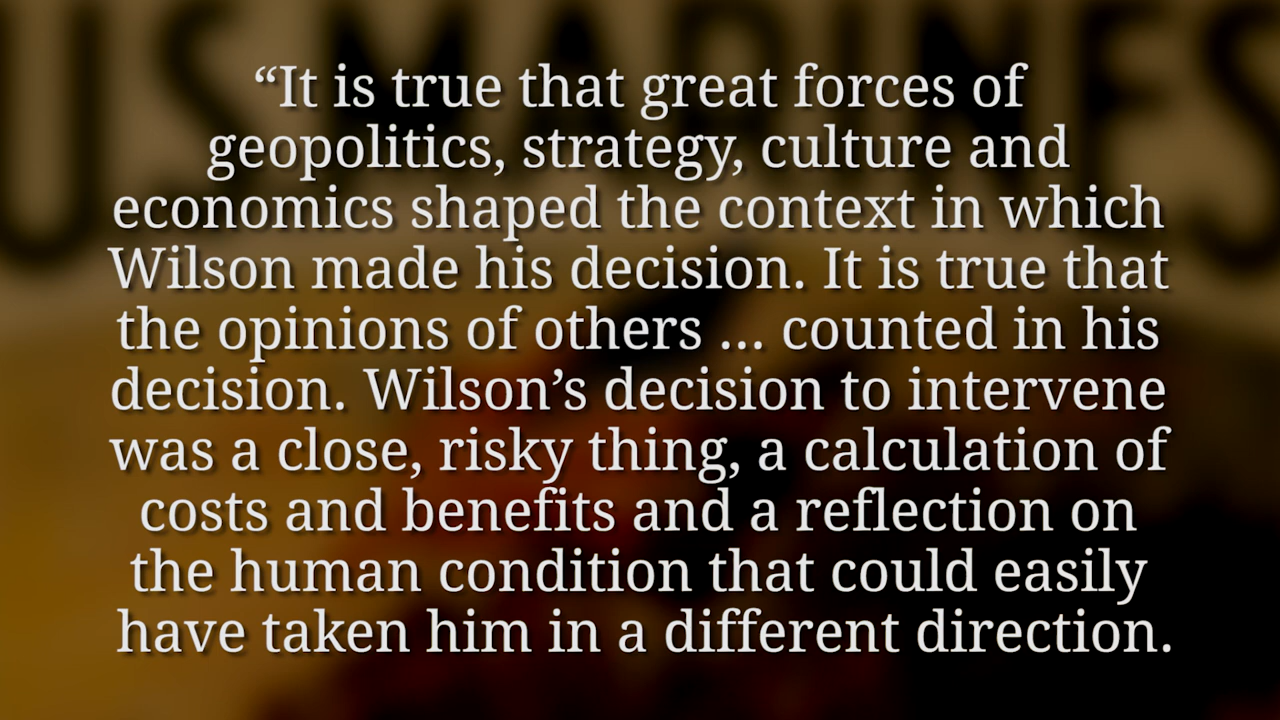 US MARINES
“It is true that great forces of
geopolitics, strategy, culture and
economics shaped the context in which
Wilson made his decision. It is true that
the opinions of others … counted in his
decision. Wilson’s decision to intervene
was a close, risky thing, a calculation of
costs and benefits and a reflection on
the human condition that could easily
have taken him in a different direction.